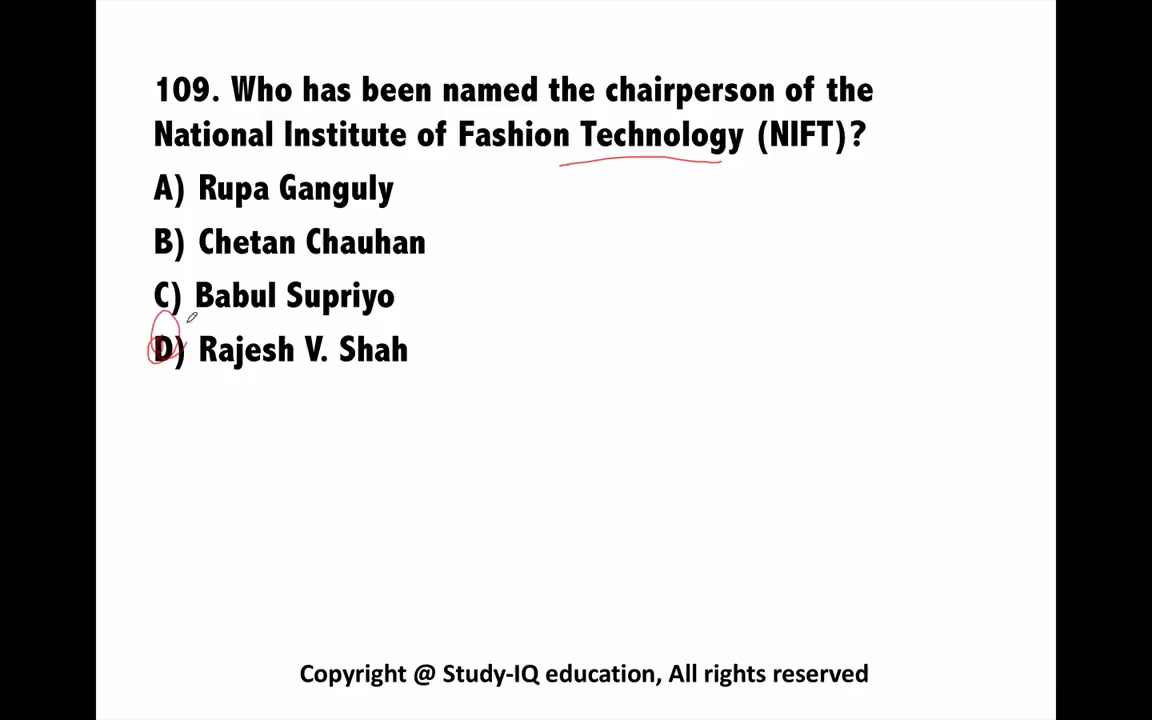 109. Who has been named the chairperson of the
National Institute of Fashion Technology (NIFT)?
A) Rupa Ganguly
B) Chetan Chauhan
C) Babul Supriyo
D) Rajesh V. Shah
Copyright @ Study-IQ education, All rights reserved